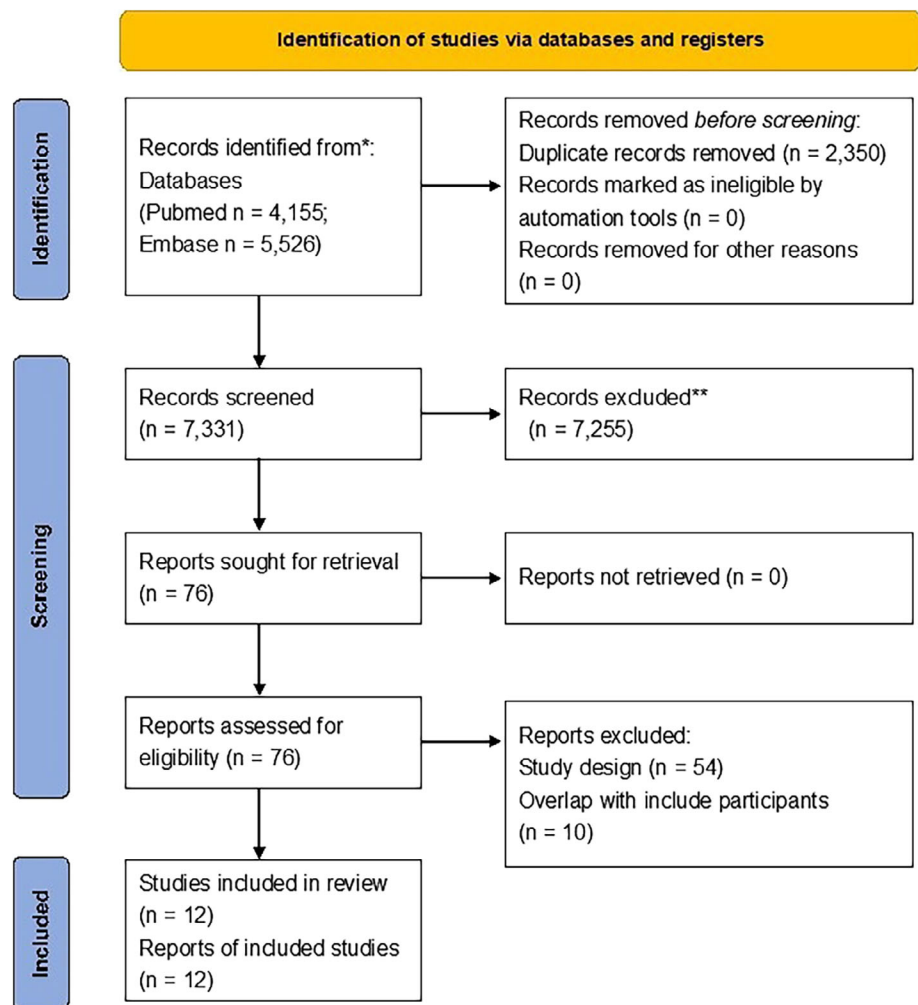 Identification of studies via databases and registers
Identification
Records identified from*:
Databases
(Pubmed n = 4,155;
Embase n = 5,526)
Records removed before screening:
Duplicate records removed (n = 2,350)
Records marked as ineligible by
automation tools (n = 0)
Records removed for other reasons
(n = 0)
Screening
Records screened
(n = 7,331)
Records excluded**
(n = 7,255)
Reports sought for retrieval
(n = 76)
Reports not retrieved (n = 0)
Reports assessed for
eligibility (n = 76)
Reports excluded:
Study design (n = 54)
Overlap with include participants
(n = 10)
Included
Studies included in review
(n = 12)
Reports of included studies
(n = 12)